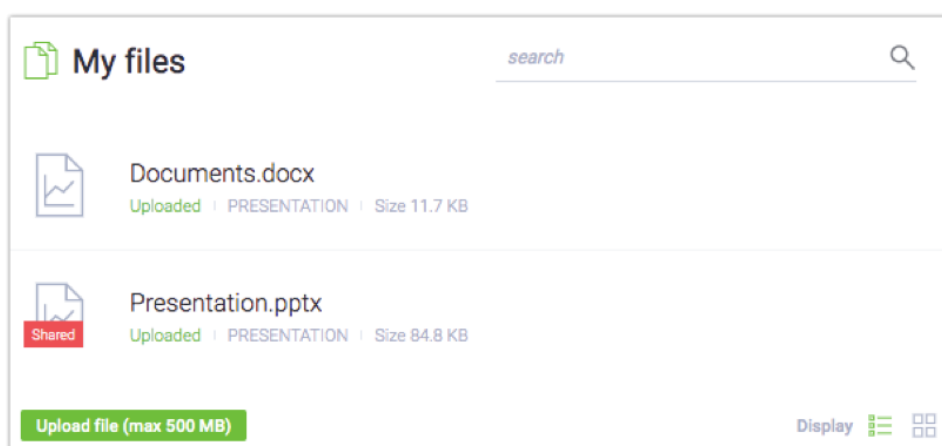 My files
search
Documents.docx
Uploaded | PRESENTATION | Size 11.7 KB
Presentation.pptx
Shared
Uploaded | PRESENTATION | Size 84.8 KB
Upload file (max 500 MB)
Display